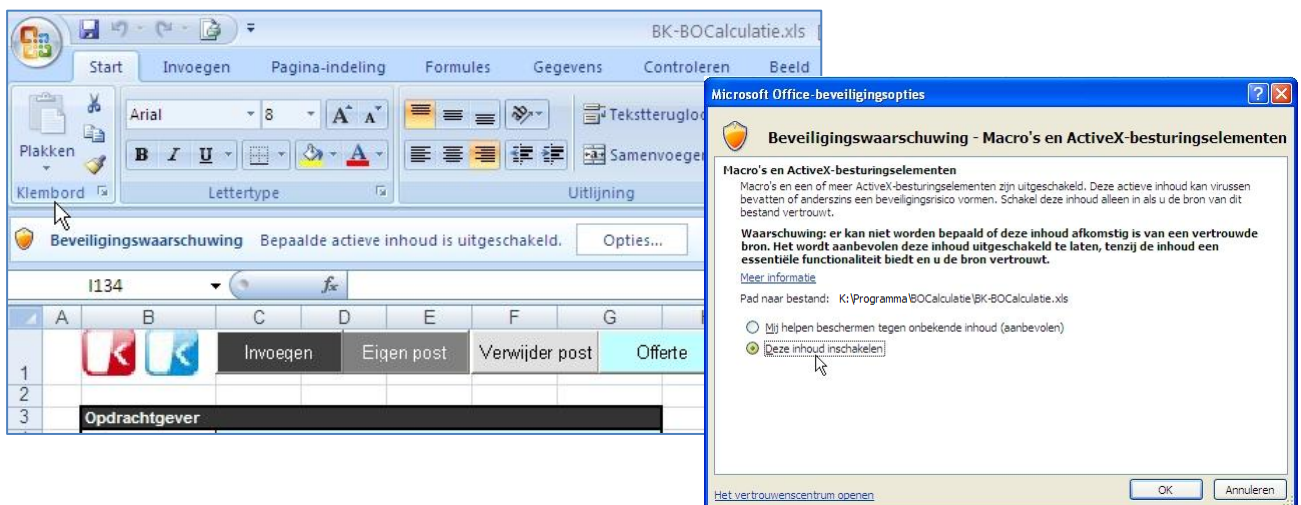 BK-BOCalculatie.xls
Start Invoegen Pagina-indeling Formules Gegevens Controleren Beeld
Plakken
Arial 8
B I U
Tekstterugloo
Samenvoeger
Klembord Lettertype Uitlijning
Beveiligingswaarschuwing Bepaalde actieve inhoud is uitgeschakeld. Opties...
I134 fx
A B C D E F G
1 Invoegen Eigen post Verwijder post Offerte
2
3 Opdrachtgever
Microsoft Office-beveiligingsopties
Beveiligingswaarschuwing - Macro's en ActiveX-besturingselementen
Macro's en ActiveX-besturingselementen
Macro's en een of meer ActiveX-besturingselementen zijn uitgeschakeld. Deze actieve inhoud kan virussen
bevatten of anderszins een beveiligingsrisico vormen. Schakel deze inhoud alleen in als u de bron van dit
bestand vertrouwt.
Waarschuwing: er kan niet worden bepaald of deze inhoud afkomstig is van een vertrouwde
bron. Het wordt aanbevolen deze inhoud uitgeschakeld te laten, tenzij de inhoud een
essentiële functionaliteit biedt en u de bron vertrouwt.
Meer informatie
Pad naar bestand: K:\Programma\BOCalculatie\BK-BOCalculatie.xls
Mij helpen beschermen tegen onbekende inhoud (aanbevolen)
Deze inhoud inschakelen
Het vertrouwenscentrum openen OK Annuleren